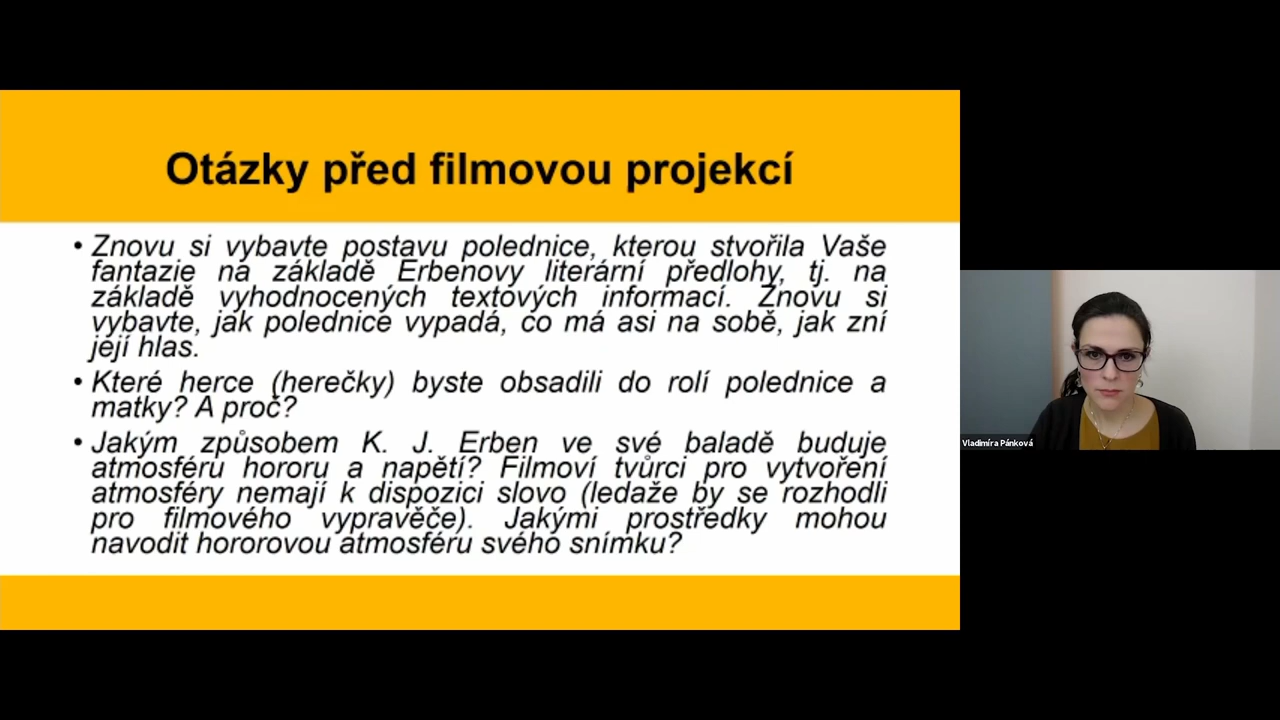 Otázky před filmovou projekcí
• Znovu si vybavte postavu polednice, kterou stvořila Vaše
fantazie na základě Erbenovy literární předlohy, tj. na
základě vyhodnocených textových informací. Znovu si
vybavte, jak polednice vypadá, co má asi na sobě, jak zní
její hlas.
• Které herce (herečky) byste obsadili do rolí polednice a
matky? A proč?
• Jakým způsobem K. J. Erben ve své baladě buduje
atmosféru hororu a napětí? Filmoví tvůrci pro vytvoření
atmosféry nemají k dispozici slovo (ledaže by se rozhodli
pro filmového vypravěče). Jakými prostředky mohou
navodit hororovou atmosféru svého snímku?
Vladimíra Pánková